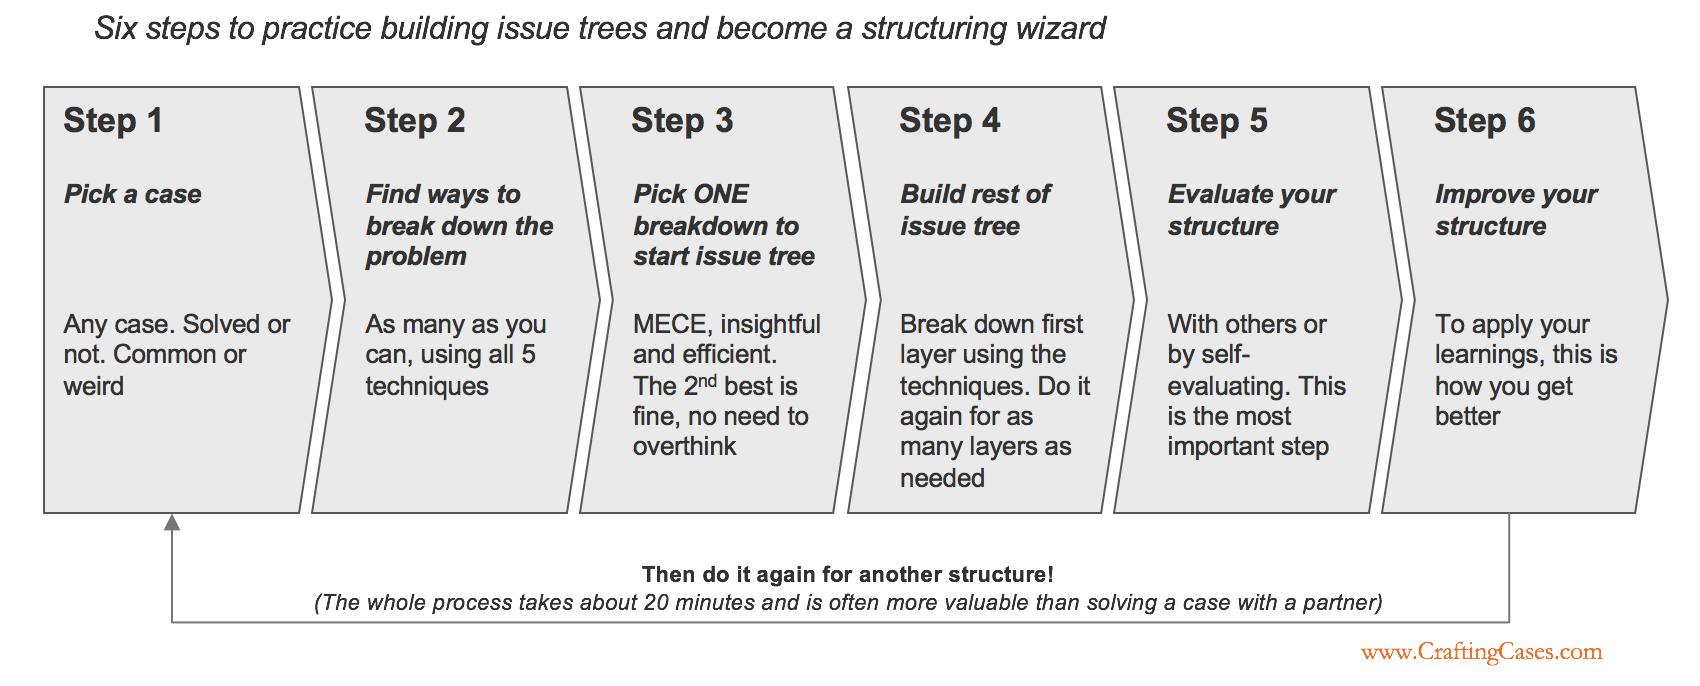 Six steps to practice building issue trees and become a structuring wizard
Step 1
Pick a case
Any case. Solved or
not. Common or
weird
Step 2
Find ways to
break down the
problem
As many as you
can, using all 5
techniques
Step 3
Pick ONE
breakdown to
start issue tree
MECE, insightful
and efficient.
The 2nd best is
fine, no need to
overthink
Step 4
Build rest of
issue tree
Break down first
layer using the
techniques. Do it
again for as
many layers as
needed
Step 5
Evaluate your
structure
With others or
by self-
evaluating. This
is the most
important step
Step 6
Improve your
structure
To apply your
learnings, this is
how you get
better
Then do it again for another structure!
(The whole process takes about 20 minutes and is often more valuable than solving a case with a partner)
www.CraftingCases.com